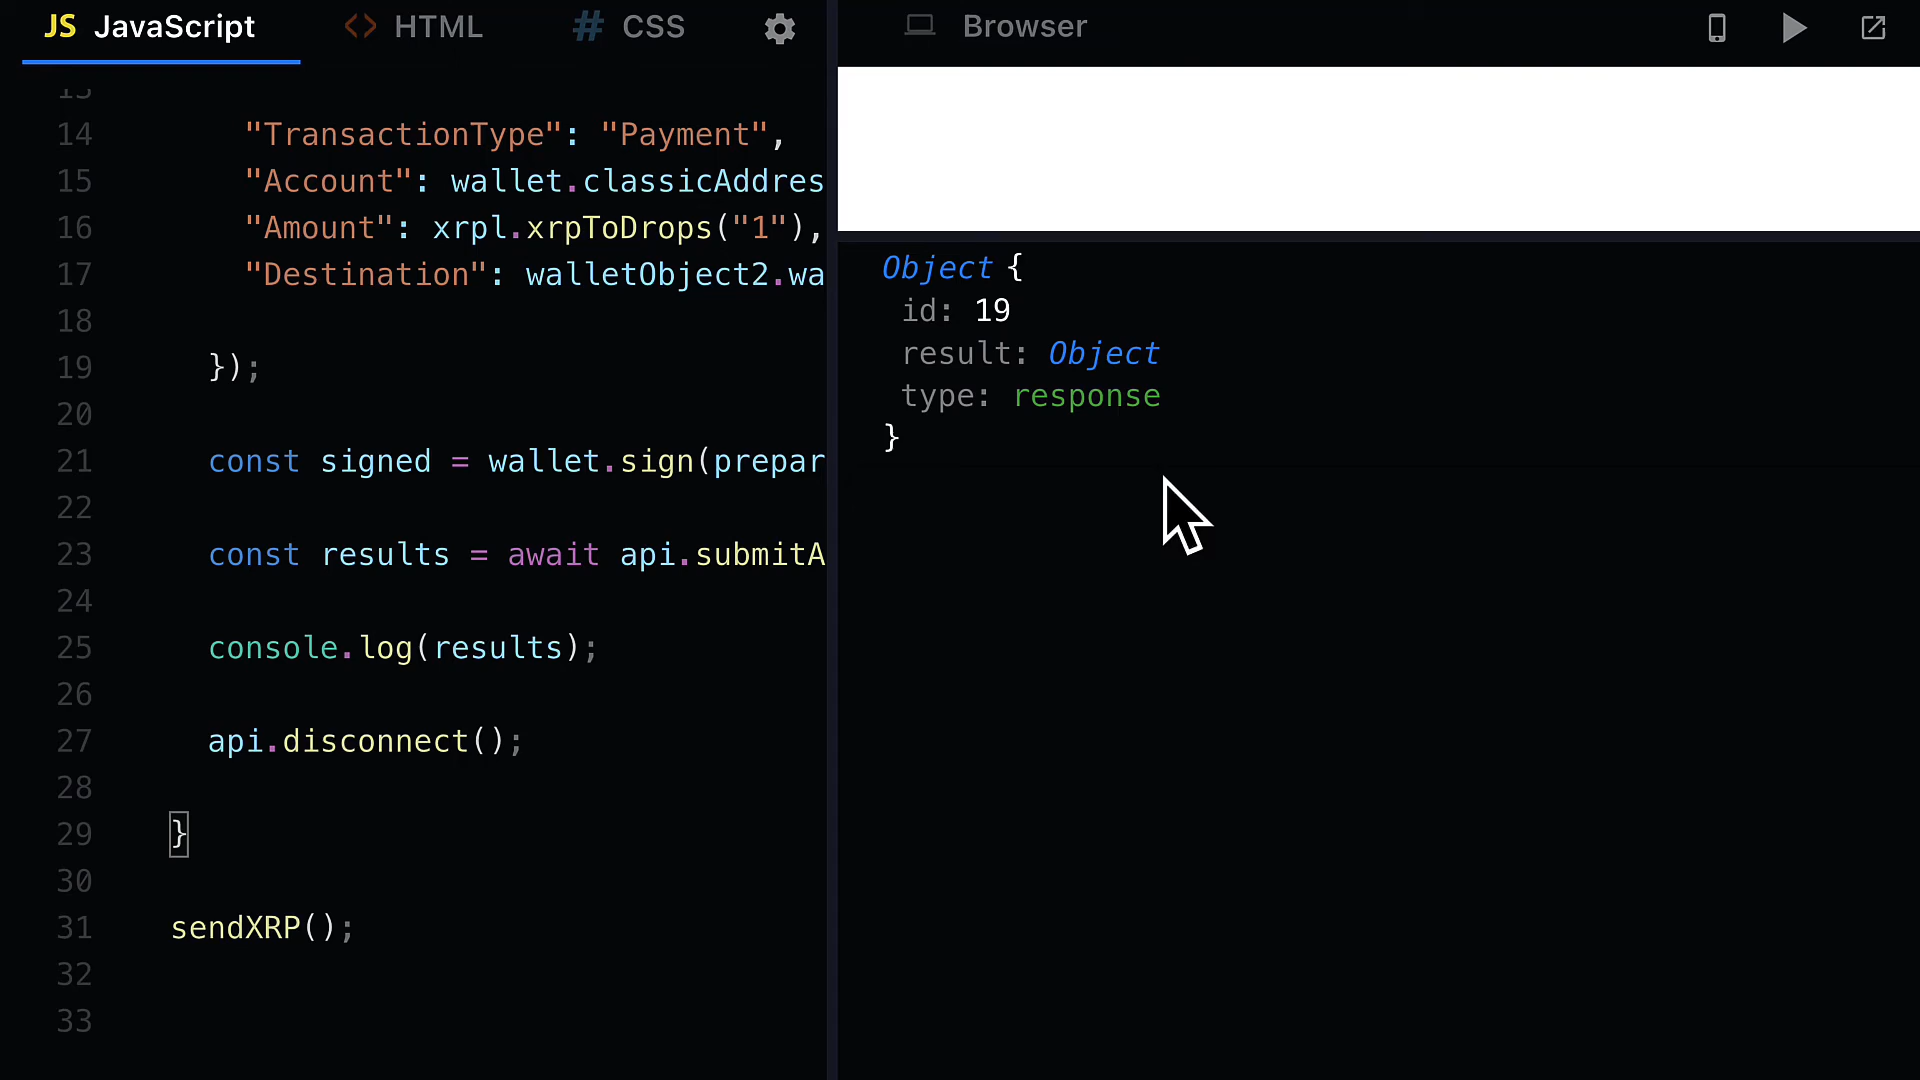 JS JavaScript
<> HTML
# CSS
Browser
13
14 "TransactionType": "Payment",
15 "Account": wallet.classicAddres
16 "Amount": xrpl.xrpToDrops("1"),
17 "Destination": walletObject2.wa
18
19 });
20
21 const signed = wallet.sign(prepar
22
23 const results = await api.submitA
24
25 console.log(results);
26
27 api.disconnect();
28
29 }
30
31 sendXRP();
32
33
Object {
id: 19
result: Object
type: response
}